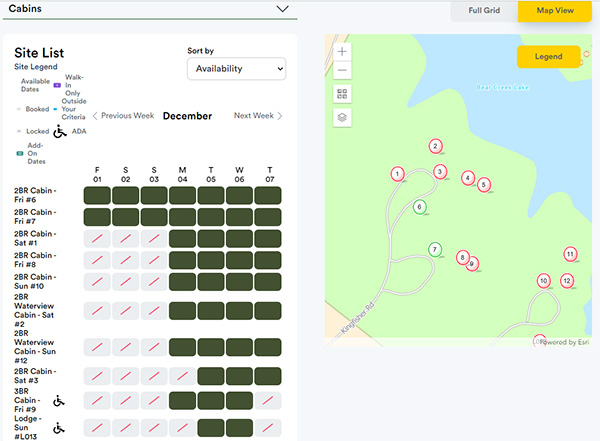 Cabins
Full Grid
Map View
Site List
Site Legend
Sort by
Availability
Available
Dates
Walk-
In
Only
Booked
Outside
Your
Criteria
Locked
ADA
Add-
On
Dates
Previous Week
December
Next Week
F
01
S
02
S
03
M
04
T
05
W
06
T
07
2BR Cabin -
Fri #6
2BR Cabin -
Fri #7
2BR Cabin -
Sat #1
2BR Cabin -
Fri #8
2BR Cabin -
Sun #10
2BR
Waterview
Cabin - Sat
#2
2BR
Waterview
Cabin - Sun
#12
2BR Cabin -
Sat #3
3BR
Cabin -
Fri #9
Lodge -
Sun
#L013
Legend
Bear Creek Lake
2
1
3
4
5
6
7
8
9
11
10
12
Kingfisher Rd
Powered by Esri